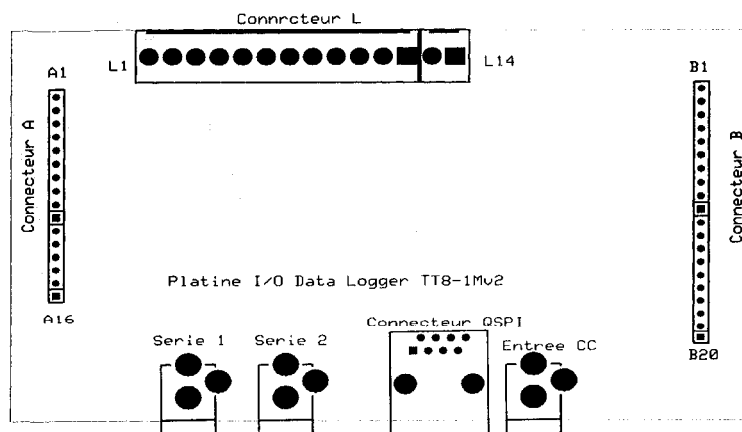 Connrcteur L
L1
L14
A1
B1
Connecteur A
Connecteur B
Platine I/O Data Logger TT8-1Mv2
A16
Connecteur QSPI
Serie 1
Serie 2
Entree CC
B20